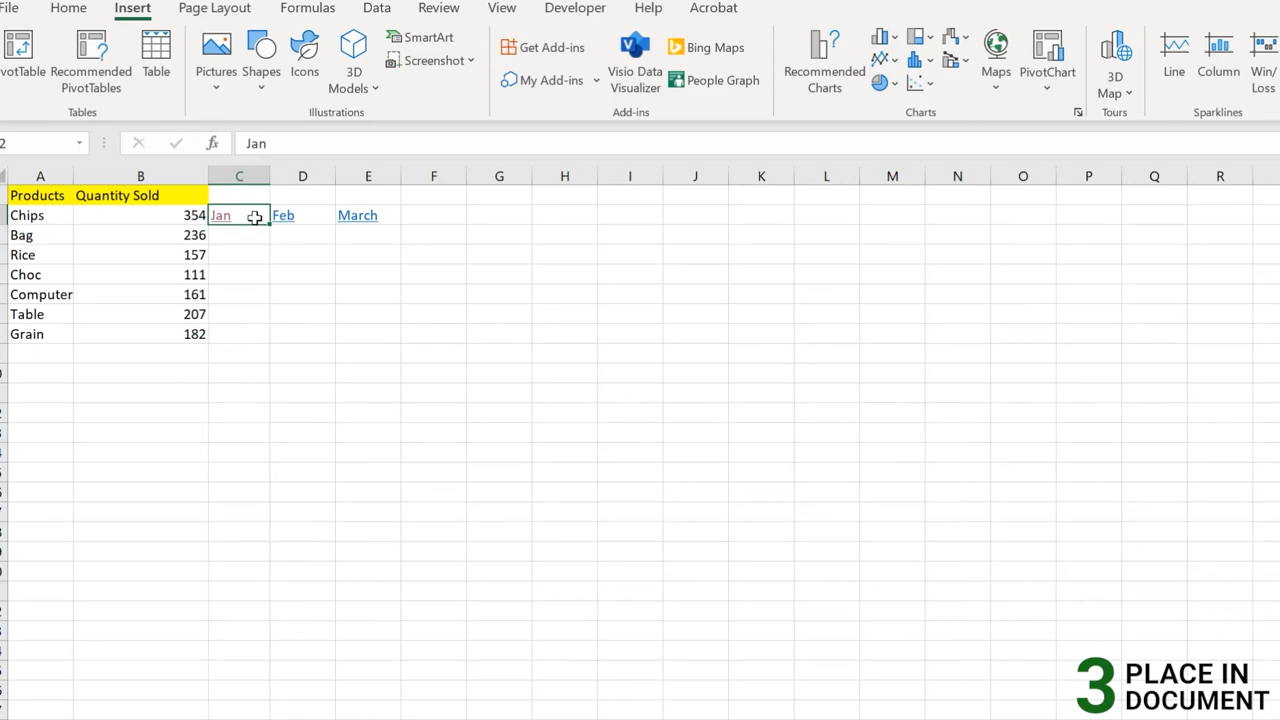 File Home Insert Page Layout Formulas Data Review View Developer Help Acrobat
PivotTable
Recommended
PivotTables
Table
Tables
Pictures
Shapes
Icons
3D
Models
SmartArt
Screenshot
Illustrations
Get Add-ins
My Add-ins
Visio Data
Visualizer
Bing Maps
People Graph
Add-ins
Recommended
Charts
Maps
PivotChart
Charts
3D
Map
Tours
Line
Column
Win/
Loss
Sparklines
2 fx Jan
A B C D E F G H I J K L M N O P Q R
Products Quantity Sold
Chips 354 Jan Feb March
Bag 236
Rice 157
Choc 111
Computer 161
Table 207
Grain 182
3 PLACE IN
DOCUMENT